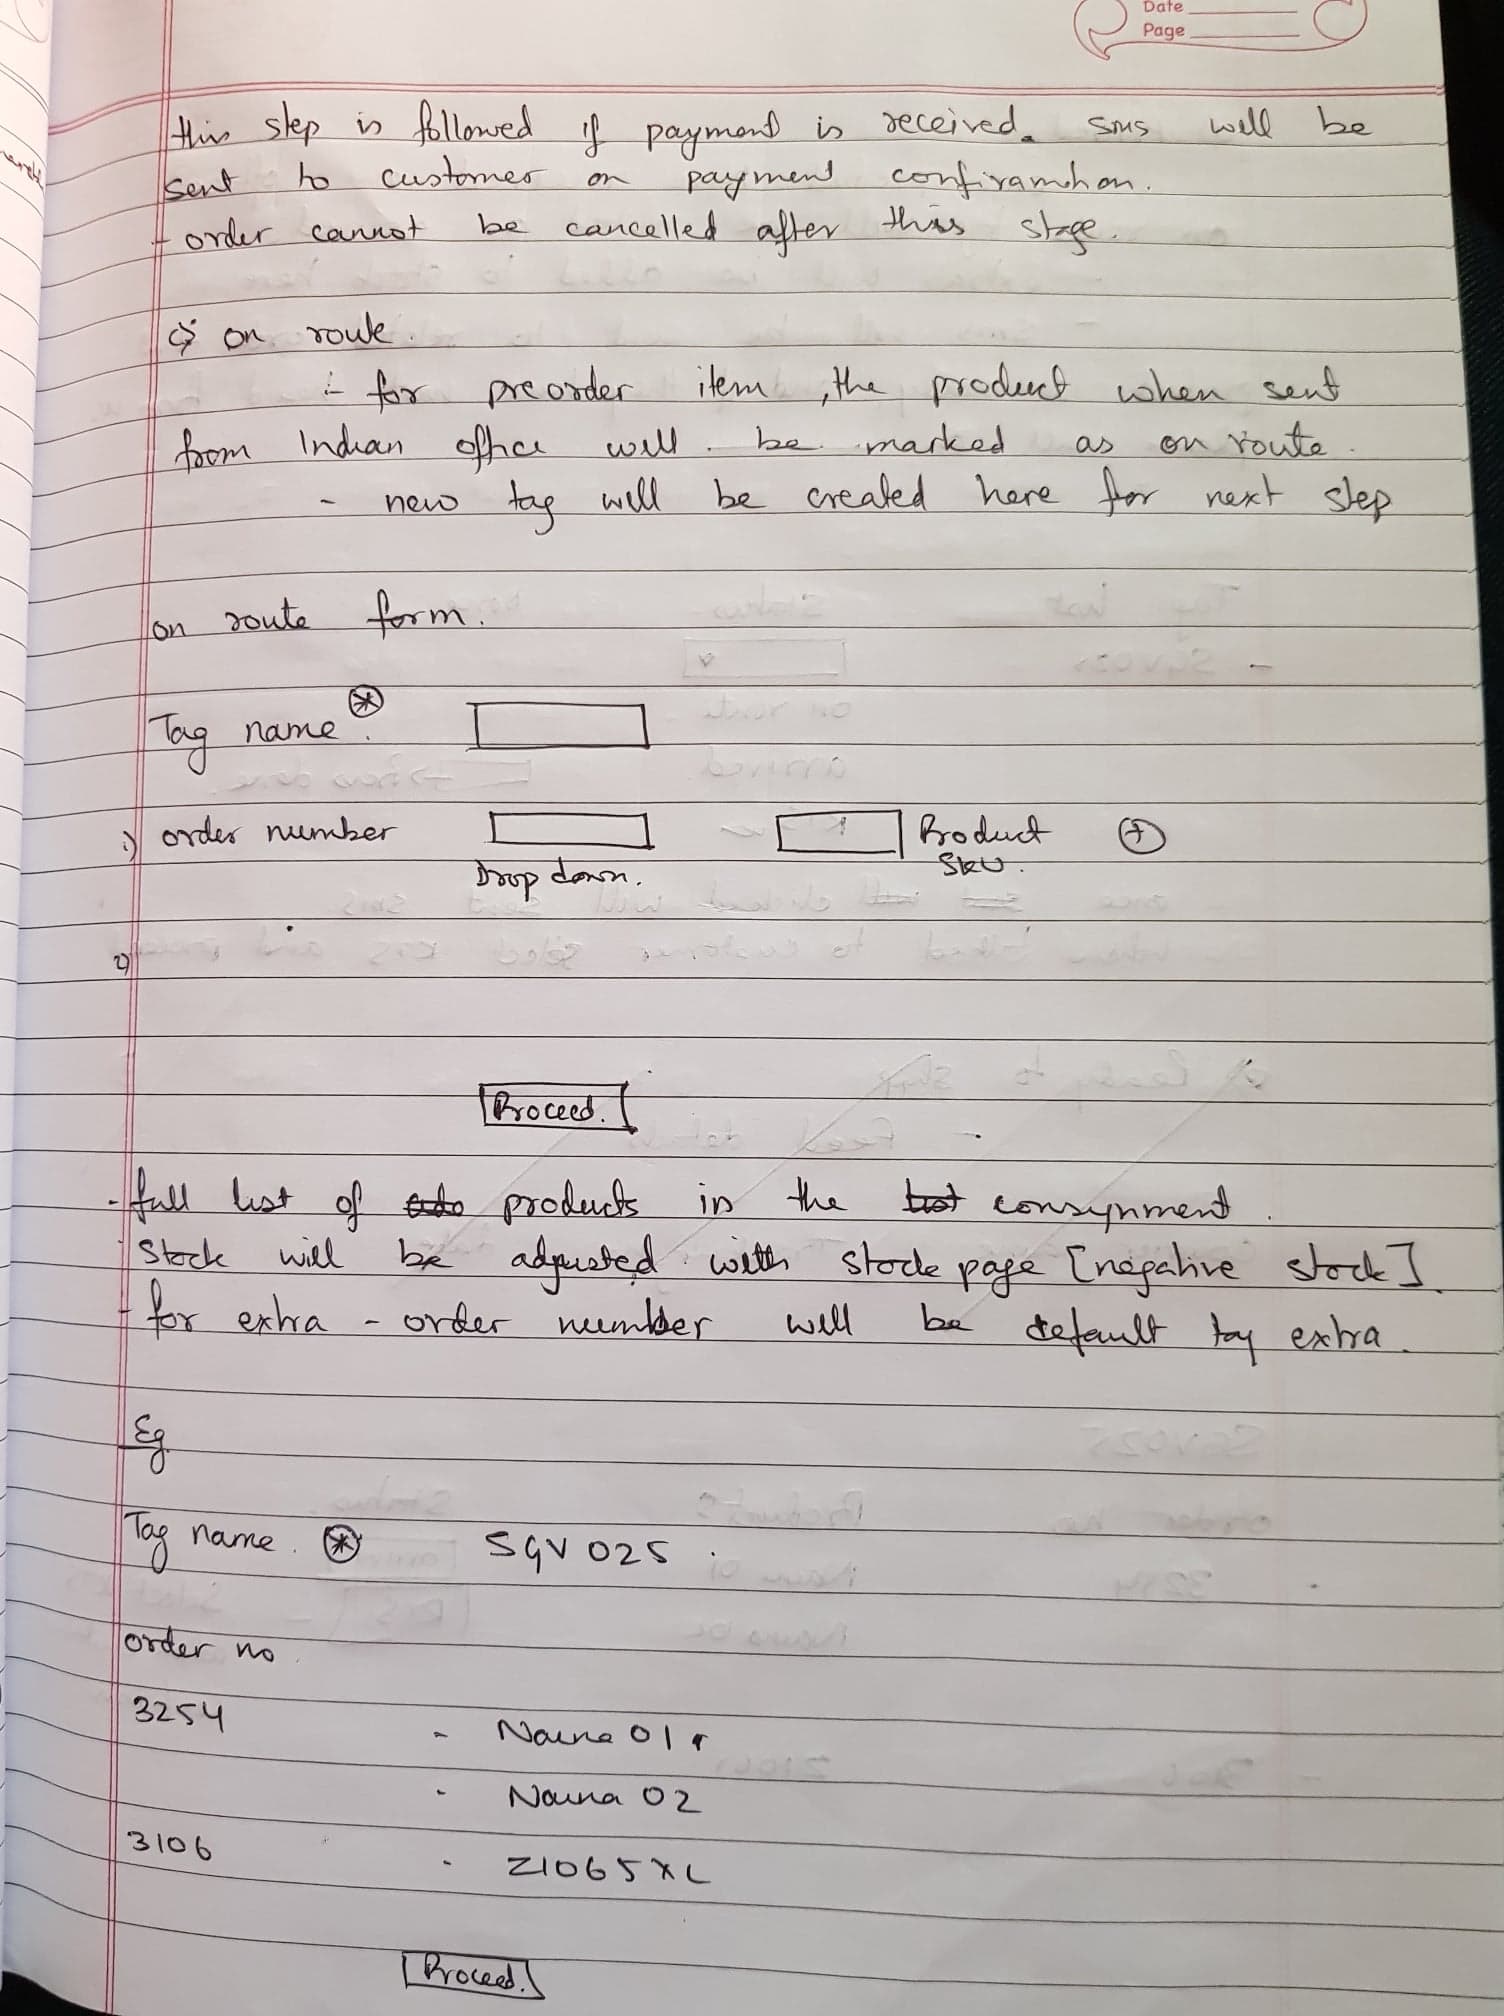 Date
Page
this step is followed if payment is received. sms will be
sent to customer on payment confiramtion.
- order cannot be cancelled after this stage.
on route.
- for preorder item, the product when sent
from Indian office will be marked as on route.
- new tag will be created here for next step
on route form.
Tag name *
1) order number Product +
Drop down. SKU.
2)
Proceed.
- full list of products in the consynment.
Stock will be adjusted with stock page [negative stock]
- for extra - order number will be default tag extra.
Eg
Tag name. * SGV025.
order no.
3254 - Naina 01
- Naina 02
3106 - Z1065XL
Proceed.